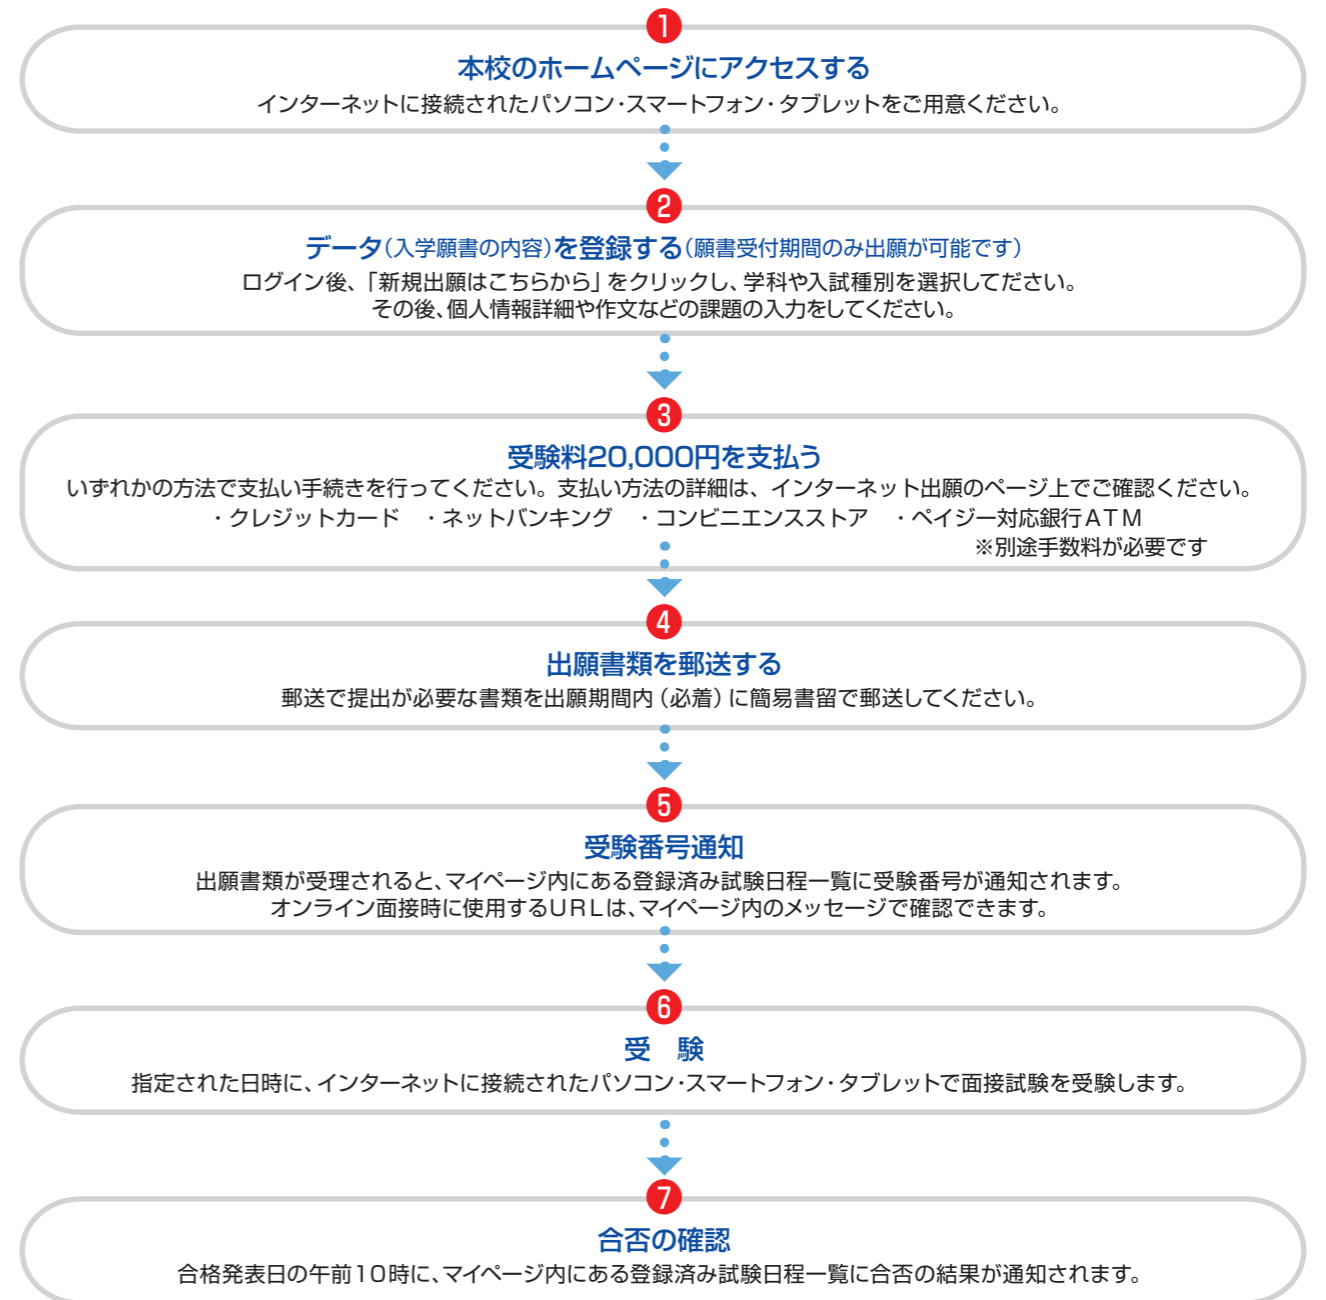 1
本校のホームページにアクセスする
インターネットに接続されたパソコン・スマートフォン・タブレットをご用意ください。
2
データ(入学願書の内容)を登録する(願書受付期間のみ出願が可能です)
ログイン後、「新規出願はこちらから」をクリックし、学科や入試種別を選択してださい。
その後、個人情報詳細や作文などの課題の入力をしてください。
3
受験料20,000円を支払う
いずれかの方法で支払い手続きを行ってください。支払い方法の詳細は、インターネット出願のページ上でご確認ください。
・クレジットカード ・ネットバンキング ・コンビニエンスストア ・ペイジー対応銀行ATM
※別途手数料が必要です
4
出願書類を郵送する
郵送で提出が必要な書類を出願期間内(必着)に簡易書留で郵送してください。
5
受験番号通知
出願書類が受理されると、マイページ内にある登録済み試験日程一覧に受験番号が通知されます。
オンライン面接時に使用するURLは、マイページ内のメッセージで確認できます。
6
受 験
指定された日時に、インターネットに接続されたパソコン・スマートフォン・タブレットで面接試験を受験します。
7
合否の確認
合格発表日の午前10時に、マイページ内にある登録済み試験日程一覧に合否の結果が通知されます。